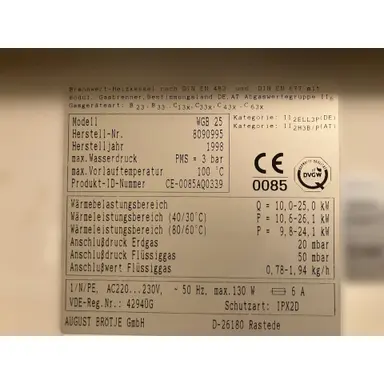 Brennwert-Heizkessel nach DIN EN 483 und DIN EN 677 mit
modul. Gasbrenner, Bestimmungsland DE,AT Abgaswertegruppe II₆
Gasgeräteart: B₂₃, B₃₃, C₁₃ₓ, C₃₃ₓ, C₄₃ₓ, C₆₃ₓ
Modell WGB 25 Kategorie: II2ELL3P(DE)
Herstell-Nr. 8090995 Kategorie: II2H3B/P(AT)
Herstelljahr 1998
max.Wasserdruck PMS = 3 bar
max.Vorlauftemperatur 100 °C
Produkt-ID-Number CE-0085AQ0339
CE
0085
DVGW
Wärmebelastungsbereich Q = 10,0-25,0 kW
Wärmeleistungsbereich (40/30°C) P = 10,6-26,1 kW
Wärmeleistungsbereich (80/60°C) P = 9,8-24,1 kW
Anschlußdruck Erdgas 20 mbar
Anschlußdruck Flüssiggas 50 mbar
Anschlußwert Flüssiggas 0,78-1,94 kg/h
1/N/PE, AC220...230V, ~ 50 Hz, max.130 W 6 A
VDE-Reg.Nr.: 42940G Schutzart: IPX2D
AUGUST BRÖTJE GmbH D-26180 Rastede